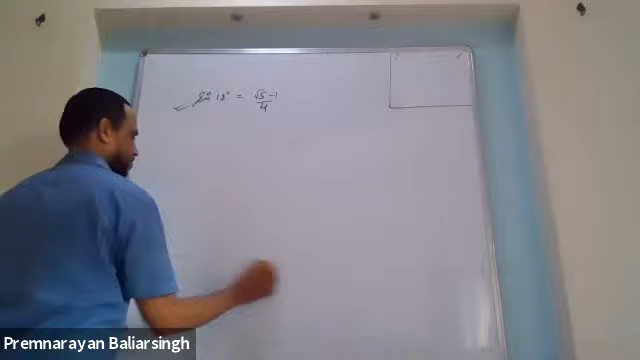 sin 18° = √5-1/4
Premnarayan Baliarsingh